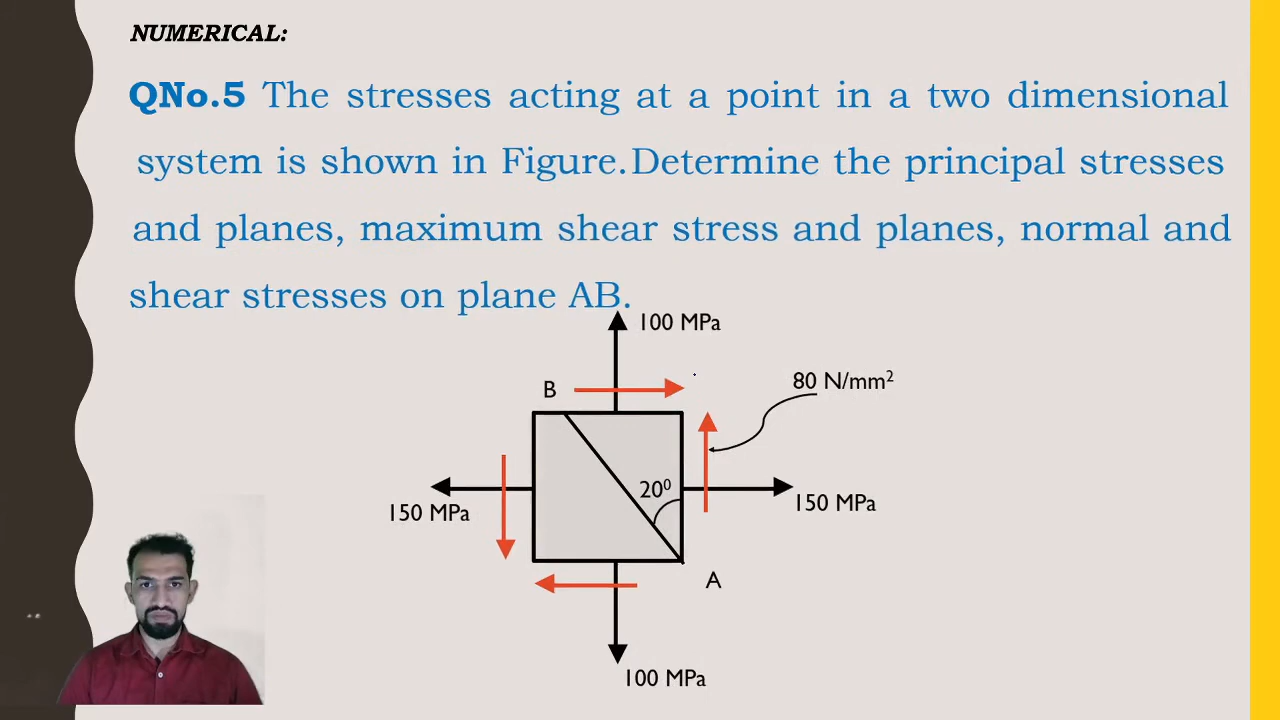 NUMERICAL:
QNo.5 The stresses acting at a point in a two dimensional
system is shown in Figure.Determine the principal stresses
and planes, maximum shear stress and planes, normal and
shear stresses on plane AB.
100 MPa
B
80 N/mm²
20⁰
150 MPa
150 MPa
A
100 MPa